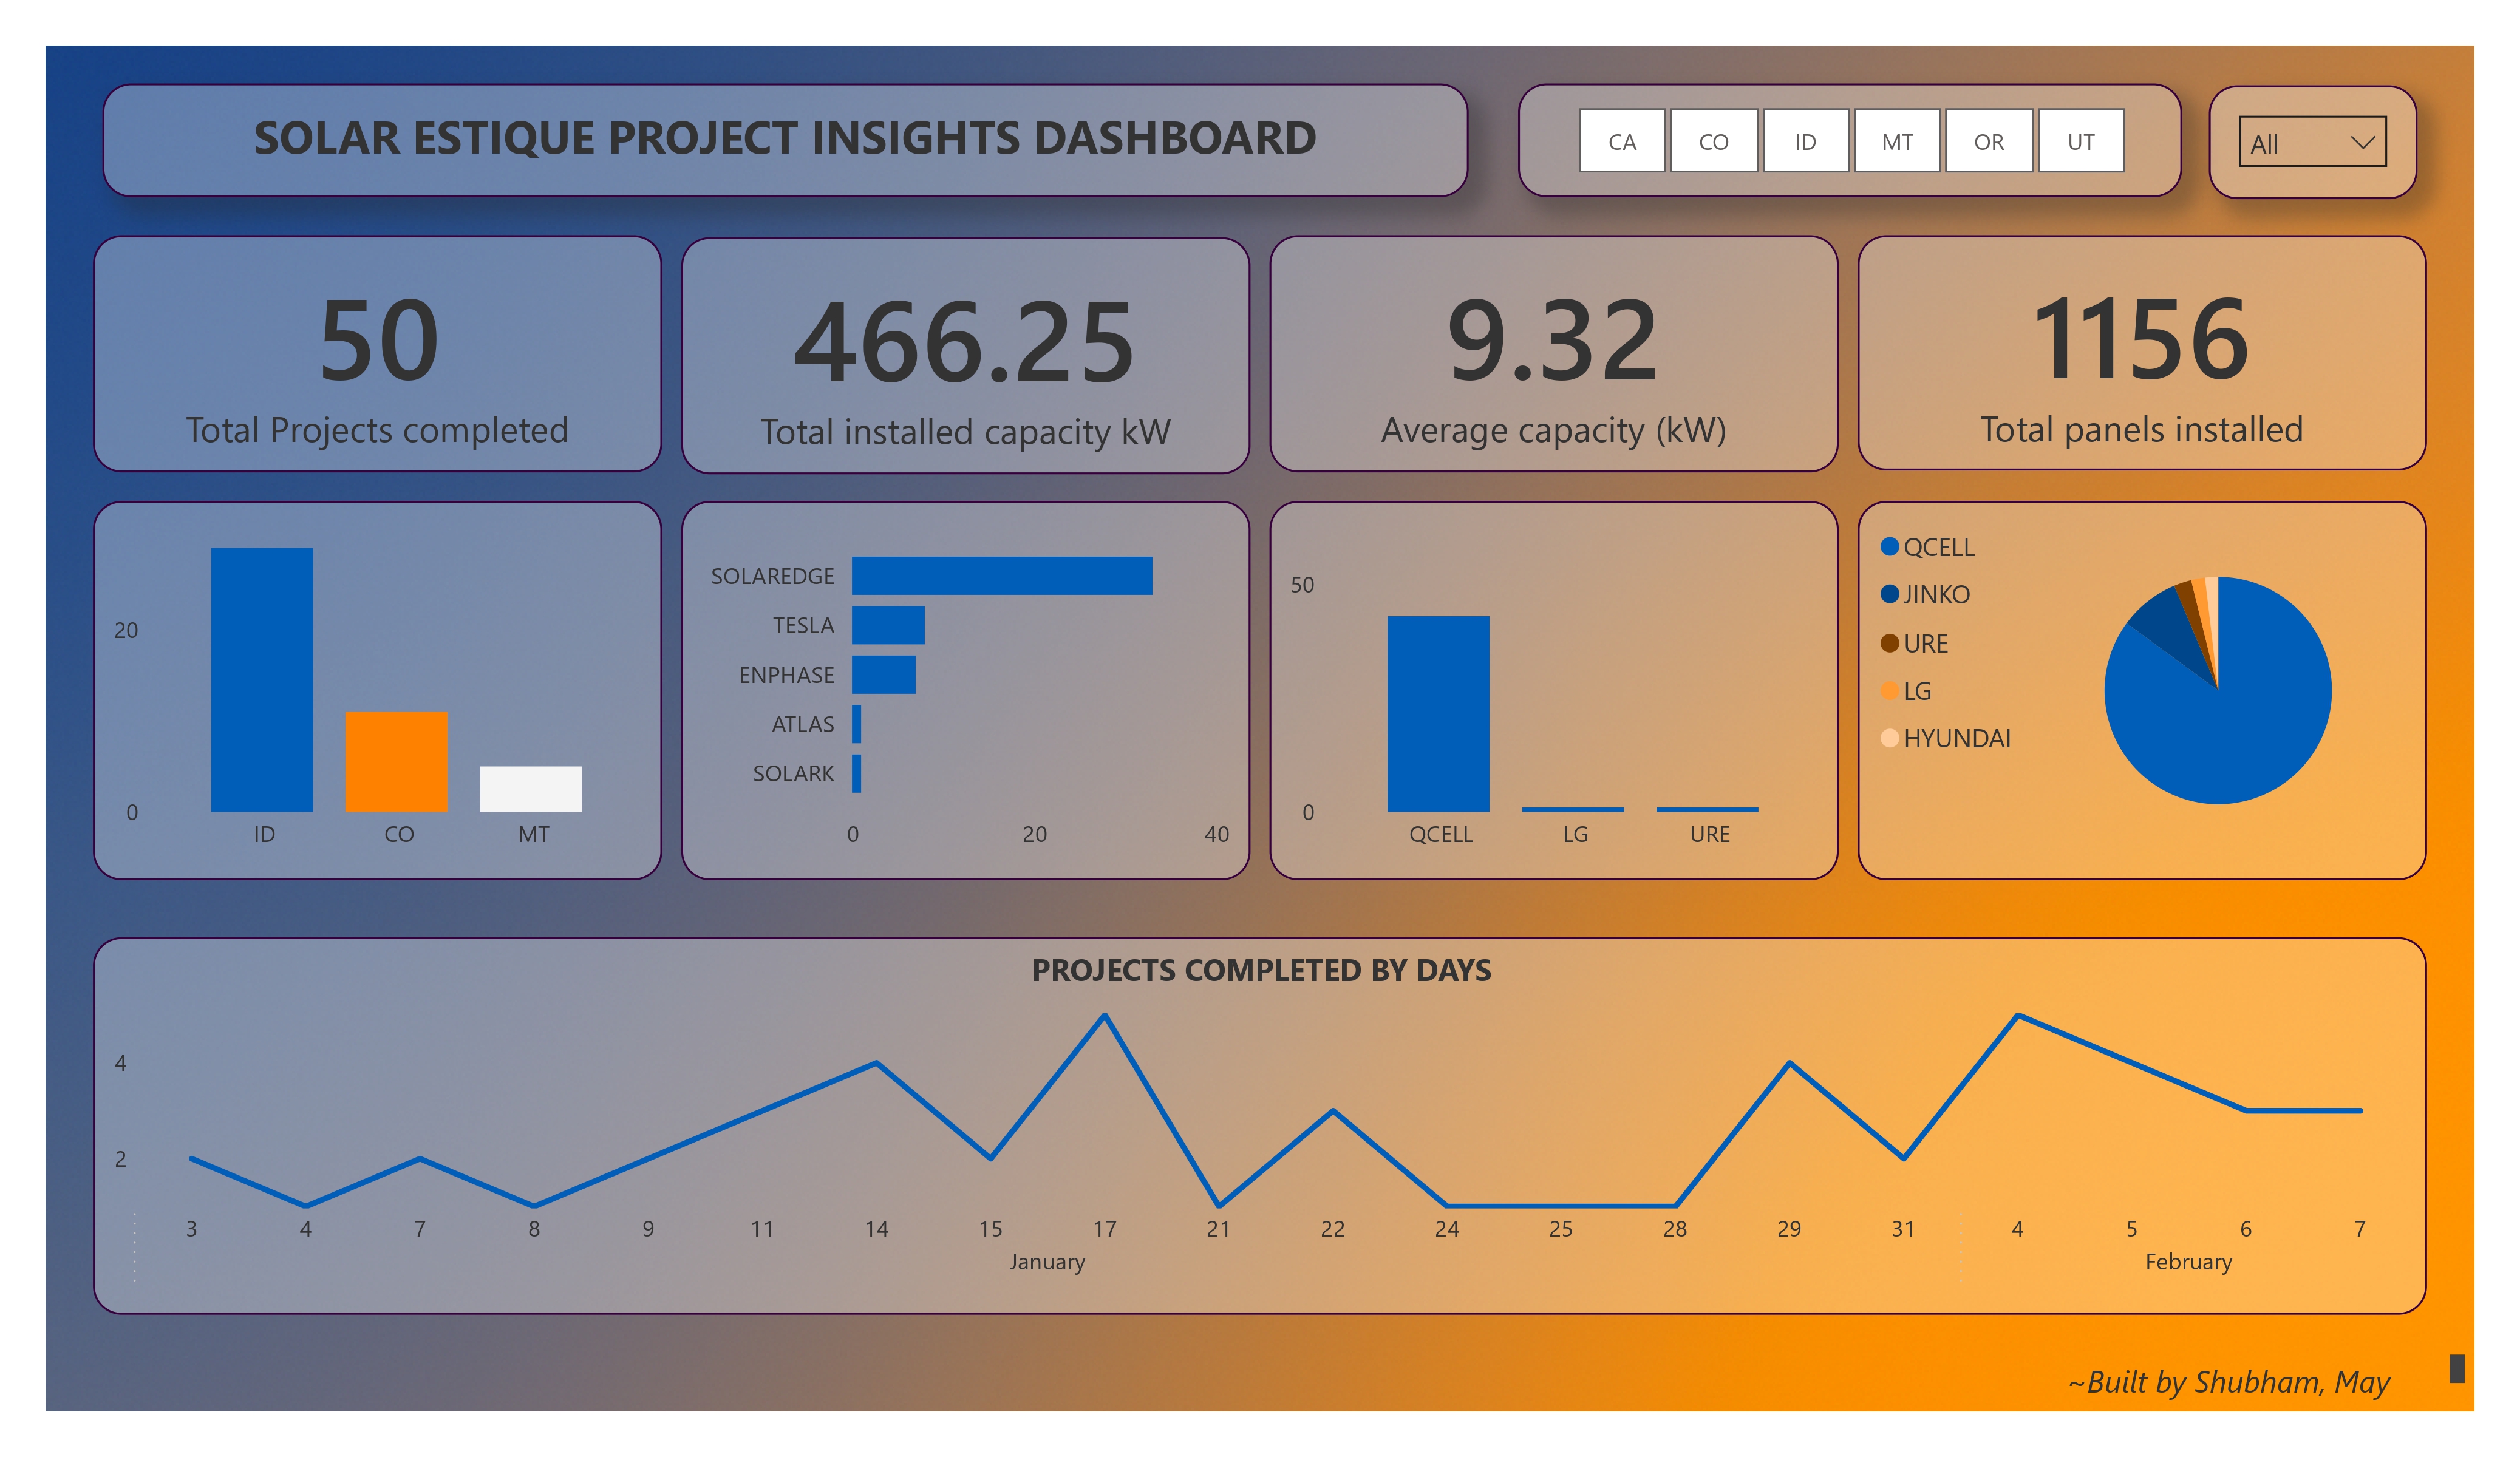 SOLAR ESTIQUE PROJECT INSIGHTS DASHBOARD
CA CO ID MT OR UT
All
50
Total Projects completed
466.25
Total installed capacity kW
9.32
Average capacity (kW)
1156
Total panels installed
20
0
ID CO MT
SOLAREDGE
TESLA
ENPHASE
ATLAS
SOLARK
0 20 40
50
0
QCELL LG URE
QCELL
JINKO
URE
LG
HYUNDAI
PROJECTS COMPLETED BY DAYS
4
2
3 4 7 8 9 11 14 15 17 21 22 24 25 28 29 31 4 5 6 7
January February
~Built by Shubham, May